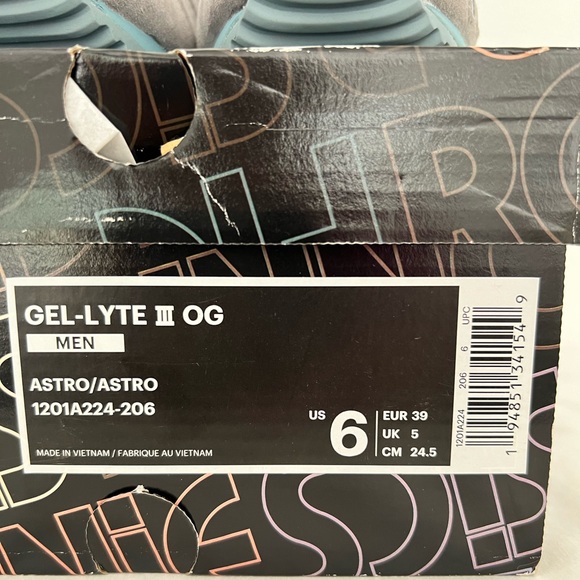 GEL-LYTE III OG
MEN
ASTRO/ASTRO
1201A224-206
MADE IN VIETNAM / FABRIQUE AU VIETNAM
US 6
EUR 39
UK 5
CM 24.5
1201A224 206 6 UPC
1 94851 34154 9